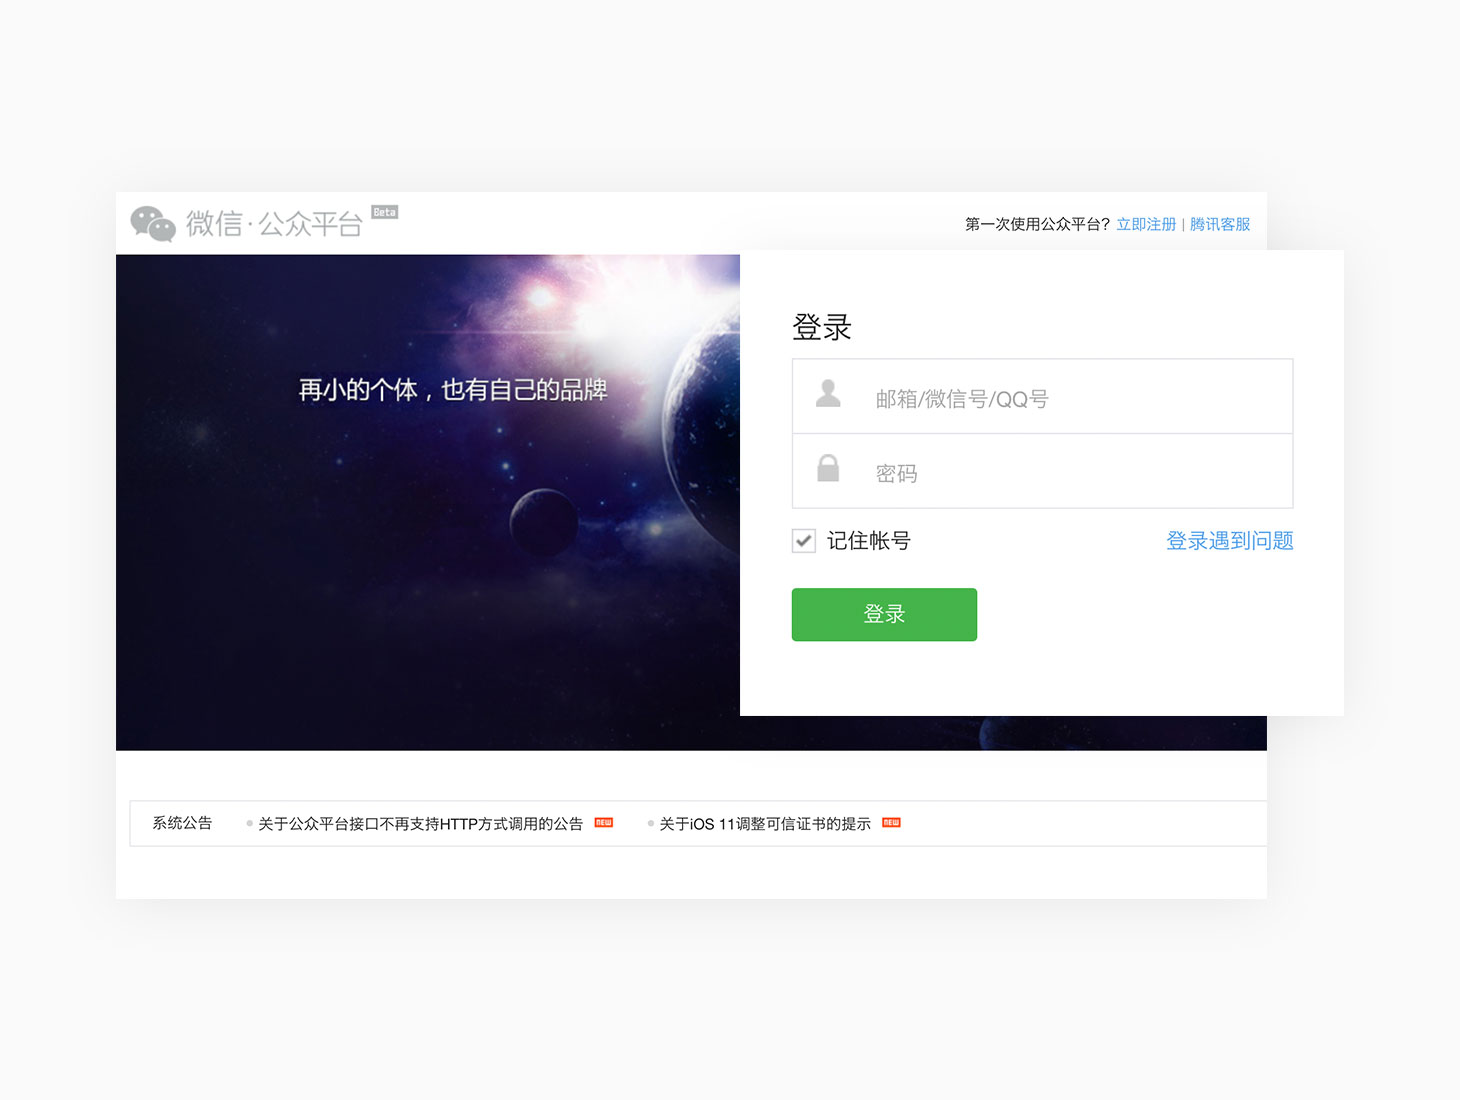 微信·公众平台 Beta
第一次使用公众平台? 立即注册 | 腾讯客服
再小的个体，也有自己的品牌
登录
邮箱/微信号/QQ号
密码
记住帐号 登录遇到问题
登录
系统公告 关于公众平台接口不再支持HTTP方式调用的公告 NEW 关于iOS 11调整可信证书的提示 NEW